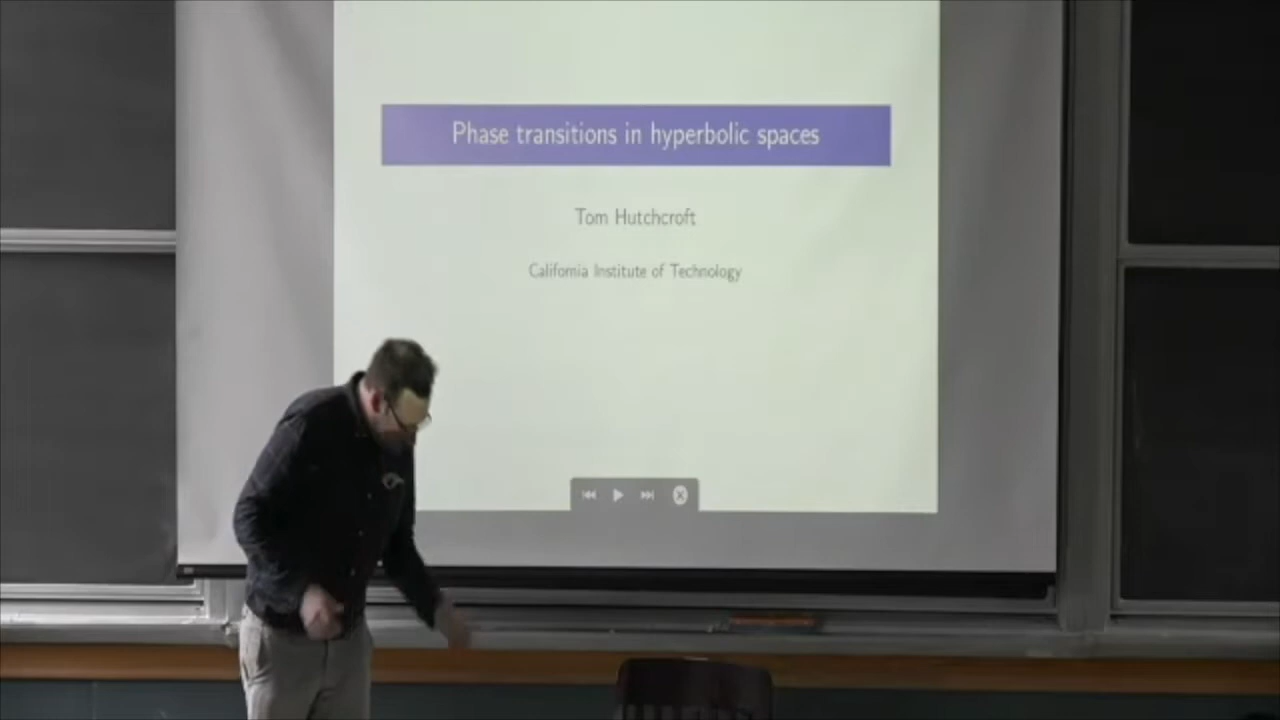 Phase transitions in hyperbolic spaces
Tom Hutchcroft
California Institute of Technology